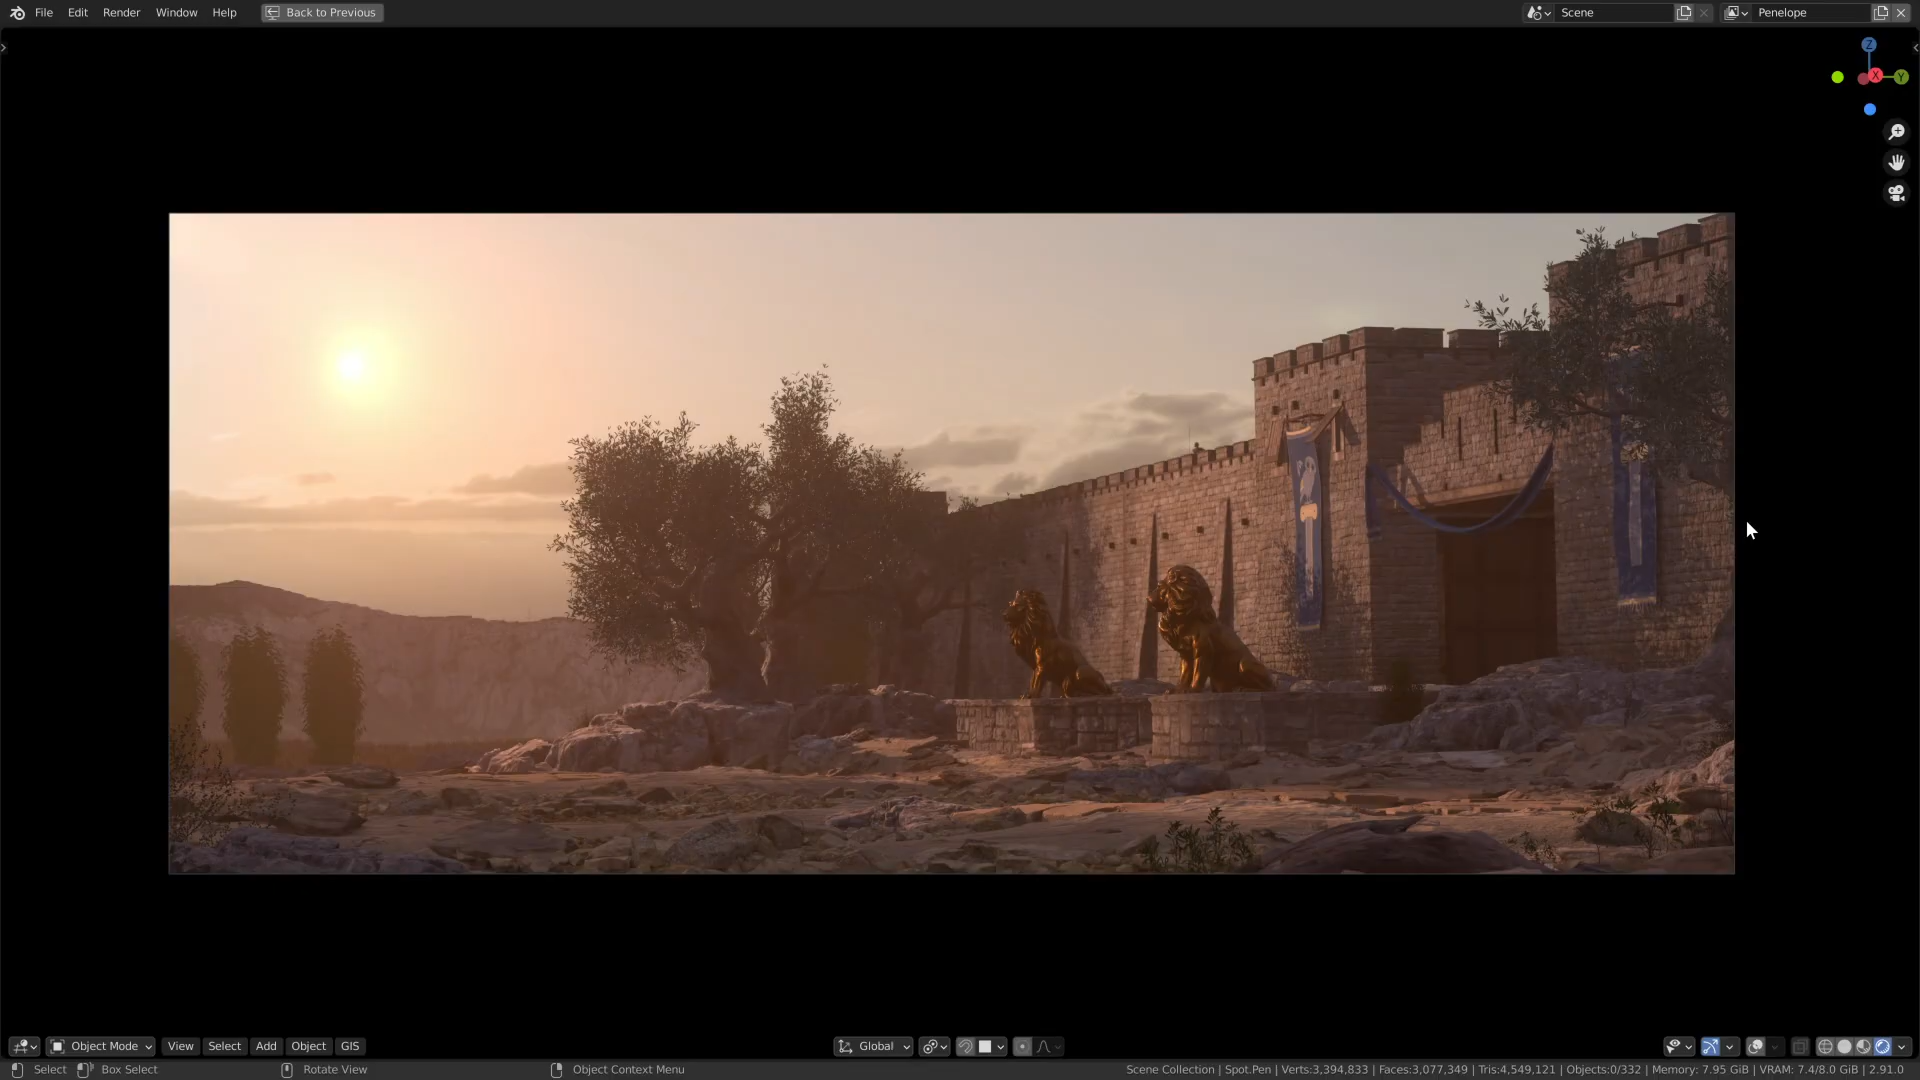 File Edit Render Window Help Back to Previous Scene Penelope
Z
X Y
Object Mode View Select Add Object GIS Global
Select Box Select Rotate View Object Context Menu Scene Collection | Spot.Pen | Verts:3,394,833 | Faces:3,077,349 | Tris:4,549,121 | Objects:0/332 | Memory: 7.95 GiB | VRAM: 7.4/8.0 GiB | 2.91.0